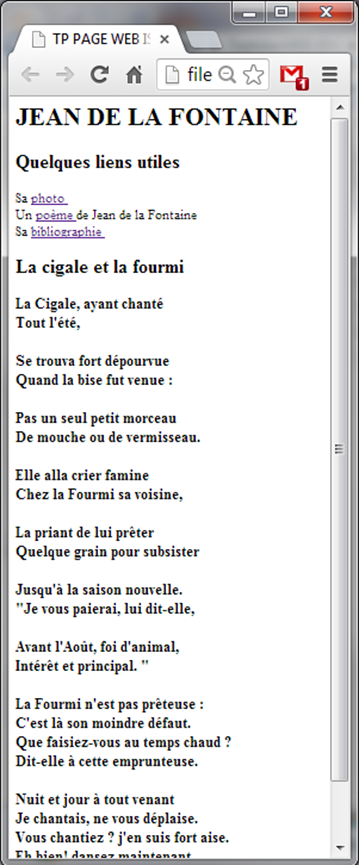 TP PAGE WEB IS
file
1
JEAN DE LA FONTAINE
Quelques liens utiles
Sa photo
Un poème de Jean de la Fontaine
Sa bibliographie
La cigale et la fourmi
La Cigale, ayant chanté
Tout l'été,
Se trouva fort dépourvue
Quand la bise fut venue :
Pas un seul petit morceau
De mouche ou de vermisseau.
Elle alla crier famine
Chez la Fourmi sa voisine,
La priant de lui prêter
Quelque grain pour subsister
Jusqu'à la saison nouvelle.
"Je vous paierai, lui dit-elle,
Avant l'Août, foi d'animal,
Intérêt et principal. "
La Fourmi n'est pas prêteuse :
C'est là son moindre défaut.
Que faisiez-vous au temps chaud ?
Dit-elle à cette emprunteuse.
Nuit et jour à tout venant
Je chantais, ne vous déplaise.
Vous chantiez ? j'en suis fort aise.
Eh bien! dansez maintenant